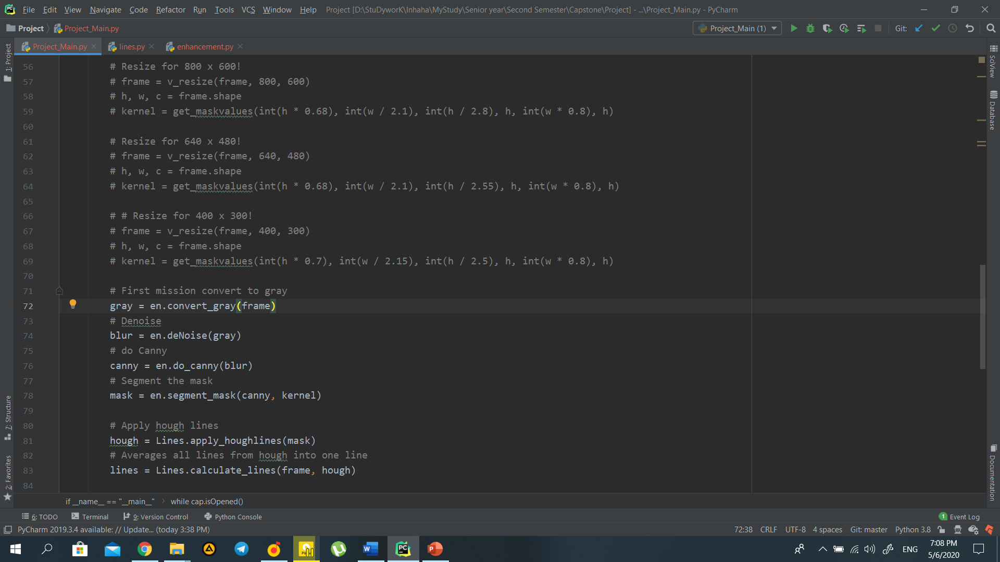 File Edit View Navigate Code Refactor Run Tools VCS Window Help Project [D:\StuDyworK\Inhaha\MyStudy\Senior year\Second Semester\Capstone\Project] - ...\Project_Main.py - PyCharm
Project Project_Main.py Project_Main (1) Git:
Project_Main.py lines.py enhancement.py
1: Project
7: Structure
2: Favorites
56 # Resize for 800 x 600!
57 # frame = v_resize(frame, 800, 600)
58 # h, w, c = frame.shape
59 # kernel = get_maskvalues(int(h * 0.68), int(w / 2.1), int(h / 2.8), h, int(w * 0.8), h)
60
61 # Resize for 640 x 480!
62 # frame = v_resize(frame, 640, 480)
63 # h, w, c = frame.shape
64 # kernel = get_maskvalues(int(h * 0.68), int(w / 2.1), int(h / 2.55), h, int(w * 0.8), h)
65
66 # # Resize for 400 x 300!
67 # frame = v_resize(frame, 400, 300)
68 # h, w, c = frame.shape
69 # kernel = get_maskvalues(int(h * 0.7), int(w / 2.15), int(h / 2.5), h, int(w * 0.8), h)
70
71 # First mission convert to gray
72 gray = en.convert_gray(frame)
73 # Denoise
74 blur = en.deNoise(gray)
75 # do Canny
76 canny = en.do_canny(blur)
77 # Segment the mask
78 mask = en.segment_mask(canny, kernel)
79
80 # Apply hough lines
81 hough = Lines.apply_houghlines(mask)
82 # Averages all lines from hough into one line
83 lines = Lines.calculate_lines(frame, hough)
84
SciView
Database
Documentation
if __name__ == "__main__" while cap.isOpened()
6: TODO Terminal 9: Version Control Python Console 1 Event Log
PyCharm 2019.3.4 available: // Update... (today 3:38 PM) 72:38 CRLF UTF-8 4 spaces Git: master Python 3.8
ENG 7:08 PM
5/6/2020